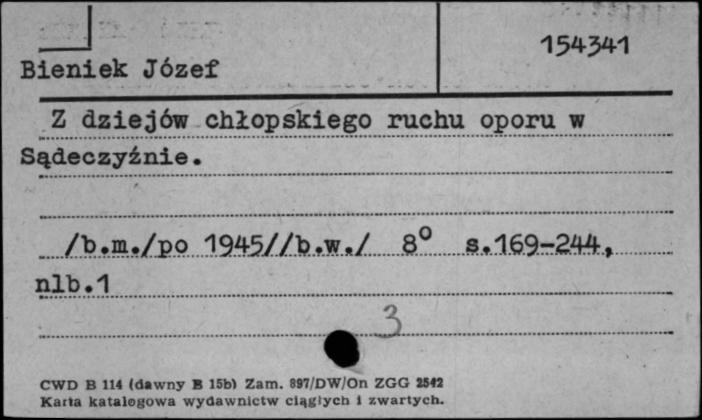 154341
Bieniek Józef
Z dziejów chłopskiego ruchu oporu w
Sądeczyźnie.
/b.m./po 1945//b.w./ 8° s.169-244,
nlb.1
3
CWD B 114 (dawny B 15b) Zam. 897/DW/On ZGG 2542
Karta katalogowa wydawnictw ciągłych i zwartych.